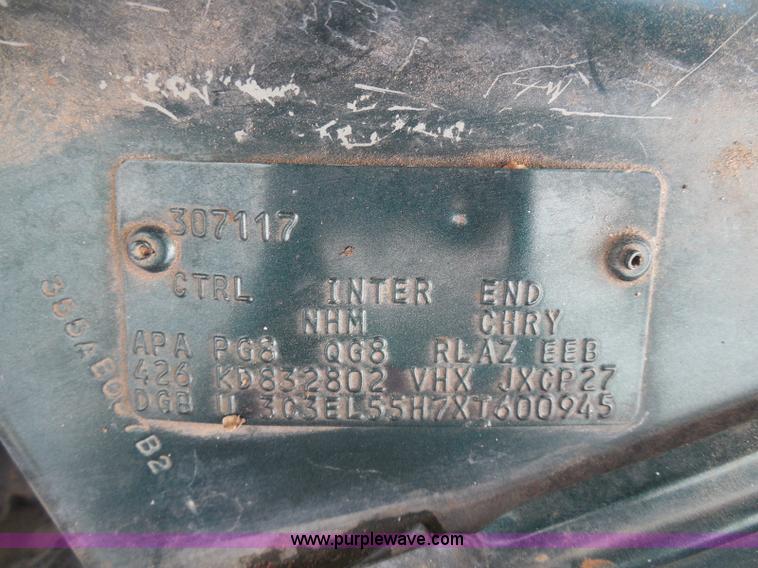 307117
CTRL INTER END
NHM CHRY
APA PG8 QG8 RLAZ EEB
426 KD832802 VHX JXCP27
DGB U 3C3EL55H7XT600945
www.purplewave.com